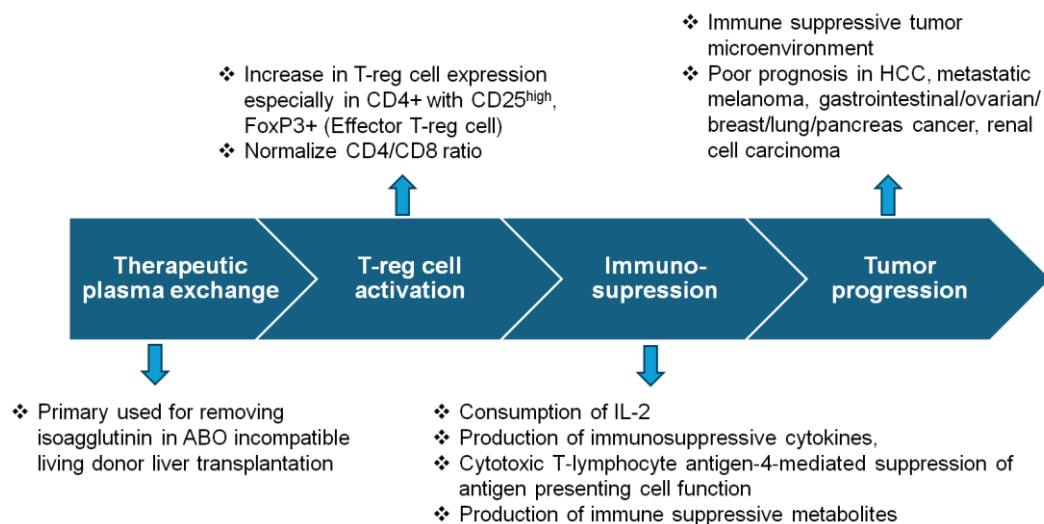 ❖ Increase in T-reg cell expression
especially in CD4+ with CD25high,
FoxP3+ (Effector T-reg cell)
❖ Normalize CD4/CD8 ratio
❖ Immune suppressive tumor
microenvironment
❖ Poor prognosis in HCC, metastatic
melanoma, gastrointestinal/ovarian/
breast/lung/pancreas cancer, renal
cell carcinoma
Therapeutic
plasma exchange
T-reg cell
activation
Immuno-
supression
Tumor
progression
❖ Primary used for removing
isoagglutinin in ABO incompatible
living donor liver transplantation
❖ Consumption of IL-2
❖ Production of immunosuppressive cytokines,
❖ Cytotoxic T-lymphocyte antigen-4-mediated suppression of
antigen presenting cell function
❖ Production of immune suppressive metabolites